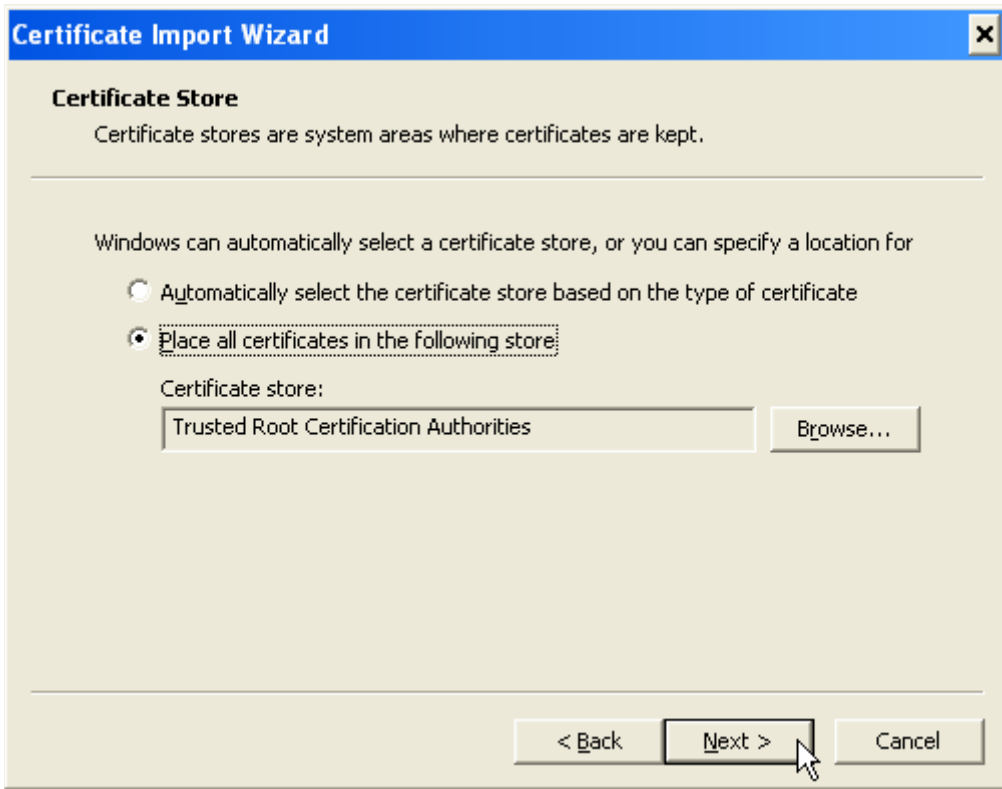 Certificate Import Wizard
Certificate Store
Certificate stores are system areas where certificates are kept.
Windows can automatically select a certificate store, or you can specify a location for
Automatically select the certificate store based on the type of certificate
Place all certificates in the following store
Certificate store:
Trusted Root Certification Authorities
Browse...
< Back
Next >
Cancel